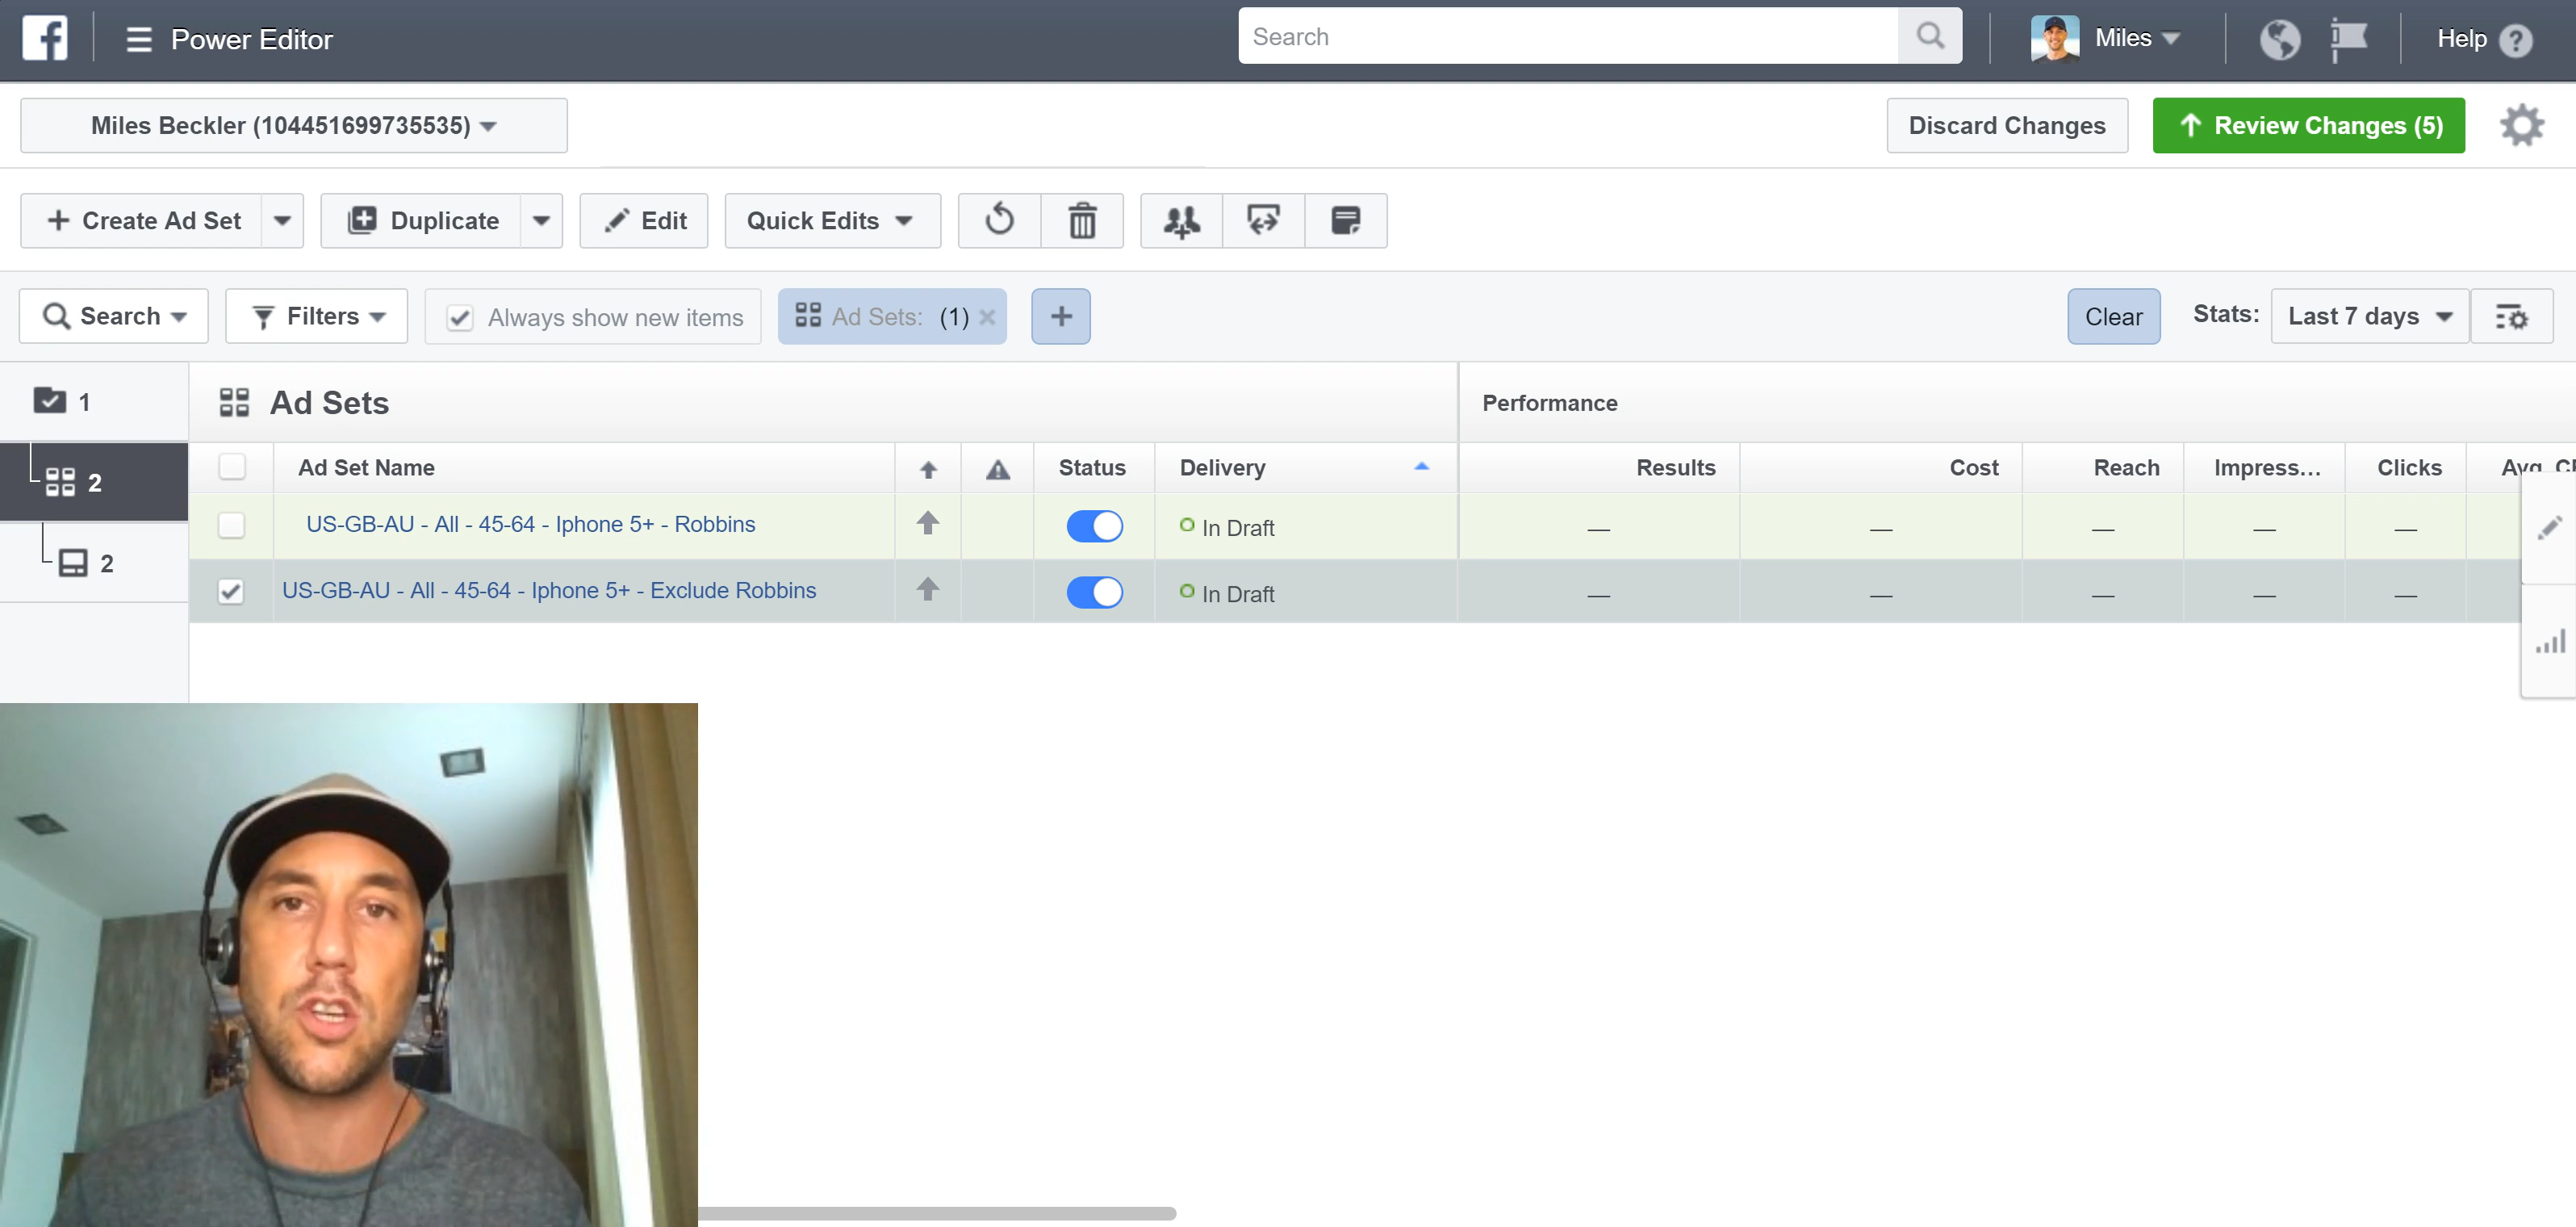 Power Editor
Search
Miles
Help
Miles Beckler (104451699735535)
Discard Changes
Review Changes (5)
Create Ad Set
Duplicate
Edit
Quick Edits
Search
Filters
Always show new items
Ad Sets: (1)
Clear
Stats:
Last 7 days
1
Ad Sets
Performance
2
Ad Set Name
Status
Delivery
Results
Cost
Reach
Impress...
Clicks
Avg.
US-GB-AU - All - 45-64 - Iphone 5+ - Robbins
In Draft
— — — — —
2
US-GB-AU - All - 45-64 - Iphone 5+ - Exclude Robbins
In Draft
— — — — —